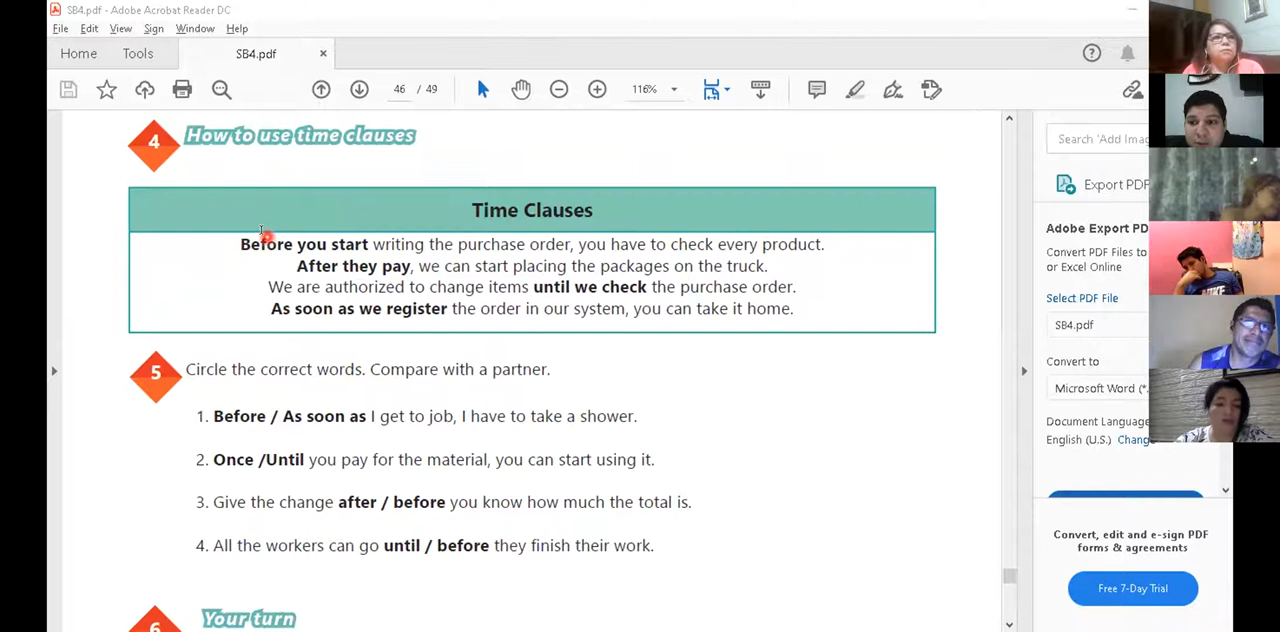 SB4.pdf - Adobe Acrobat Reader DC
File Edit View Sign Window Help
Home Tools SB4.pdf ×
46 / 49 116%
4 How to use time clauses
Time Clauses
Before you start writing the purchase order, you have to check every product.
After they pay, we can start placing the packages on the truck.
We are authorized to change items until we check the purchase order.
As soon as we register the order in our system, you can take it home.
5 Circle the correct words. Compare with a partner.
1. Before / As soon as I get to job, I have to take a shower.
2. Once /Until you pay for the material, you can start using it.
3. Give the change after / before you know how much the total is.
4. All the workers can go until / before they finish their work.
6 Your turn
Search 'Add Imag
Export PDF
Adobe Export PD
Convert PDF Files to
or Excel Online
Select PDF File
SB4.pdf
Convert to
Microsoft Word (*.
Document Language
English (U.S.) Change
Convert, edit and e-sign PDF
forms & agreements
Free 7-Day Trial